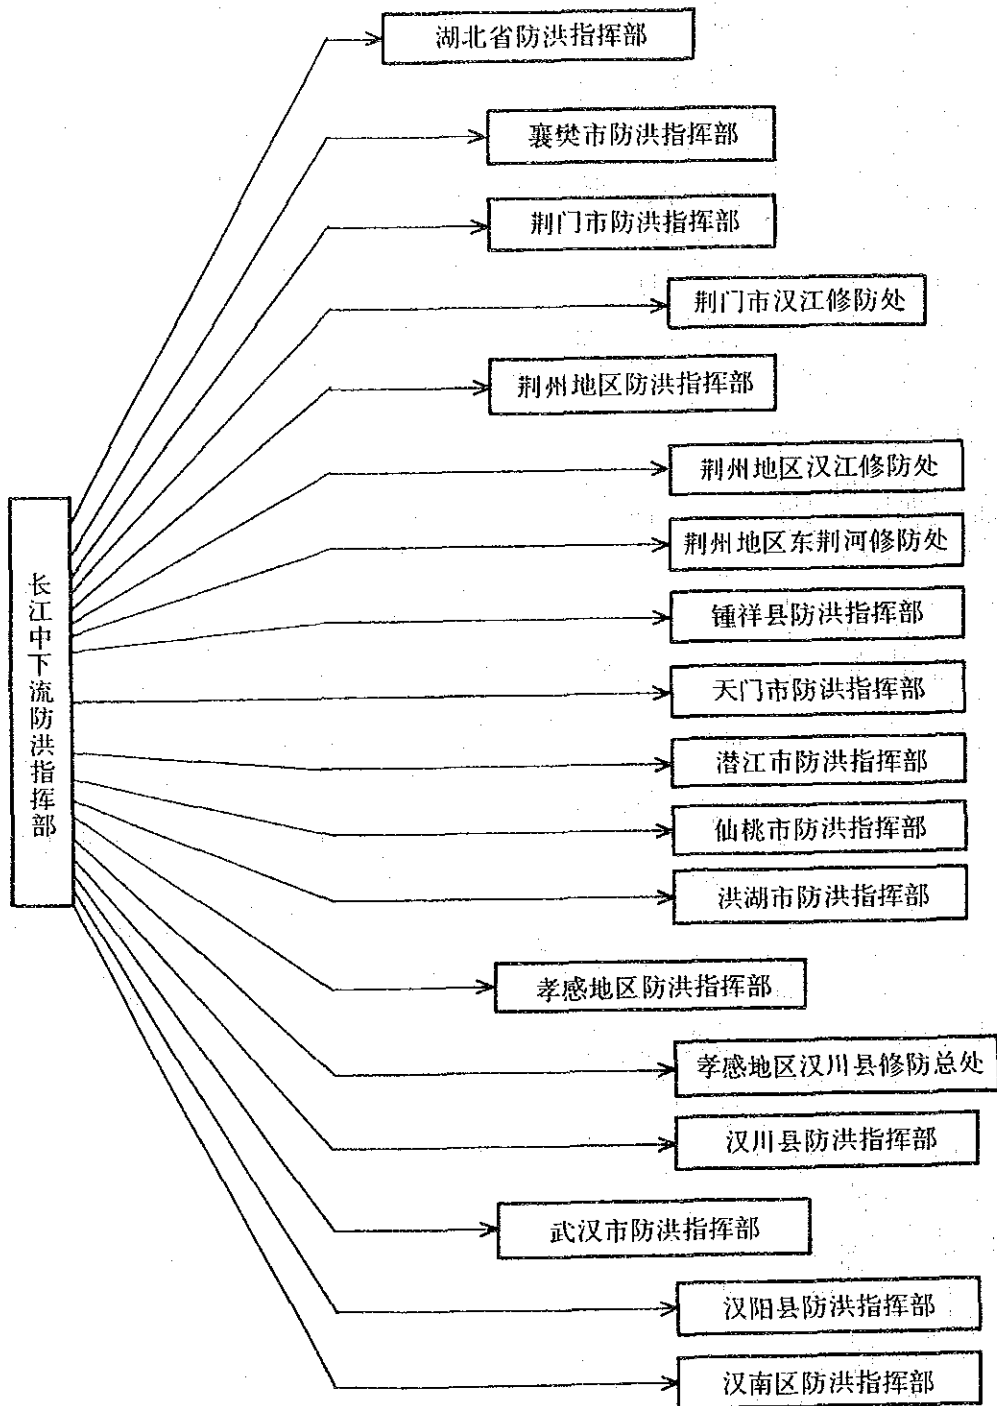 湖北省防洪指挥部
襄樊市防洪指挥部
荆门市防洪指挥部
荆门市汉江修防处
荆州地区防洪指挥部
荆州地区汉江修防处
荆州地区东荆河修防处
锺祥县防洪指挥部
天门市防洪指挥部
潜江市防洪指挥部
仙桃市防洪指挥部
洪湖市防洪指挥部
孝感地区防洪指挥部
孝感地区汉川县修防总处
汉川县防洪指挥部
武汉市防洪指挥部
汉阳县防洪指挥部
汉南区防洪指挥部
长江中下流防洪指挥部